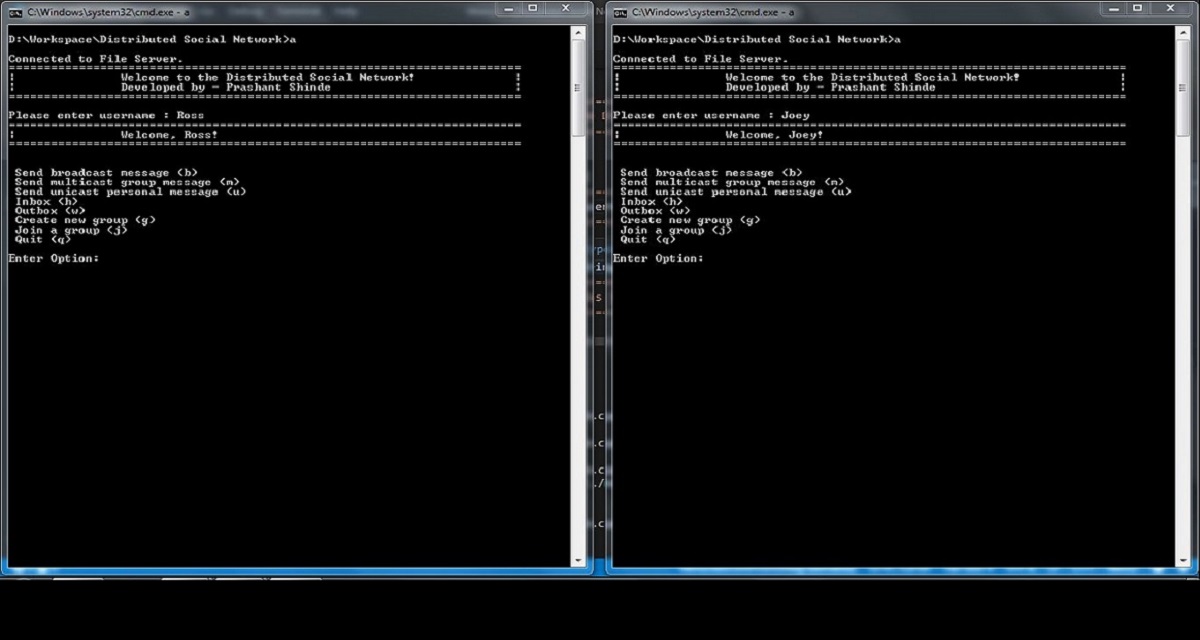 C:\Windows\system32\cmd.exe - a
D:\Workspace\Distributed Social Network>a
Connected to File Server.
==========================================================================
!               Welcome to the Distributed Social Network!               !
!               Developed by - Prashant Shinde               !
==========================================================================
Please enter username : Ross
==========================================================================
!               Welcome, Ross!
==========================================================================
Send broadcast message (b)
Send multicast group message (m)
Send unicast personal message (u)
Inbox (h)
Outbox (w)
Create new group (g)
Join a group (j)
Quit (q)
Enter Option:
C:\Windows\system32\cmd.exe - a
D:\Workspace\Distributed Social Network>a
Connected to File Server.
==========================================================================
!               Welcome to the Distributed Social Network!               !
!               Developed by - Prashant Shinde               !
==========================================================================
Please enter username : Joey
==========================================================================
!               Welcome, Joey!
==========================================================================
Send broadcast message (b)
Send multicast group message (m)
Send unicast personal message (u)
Inbox (h)
Outbox (w)
Create new group (g)
Join a group (j)
Quit (q)
Enter Option: